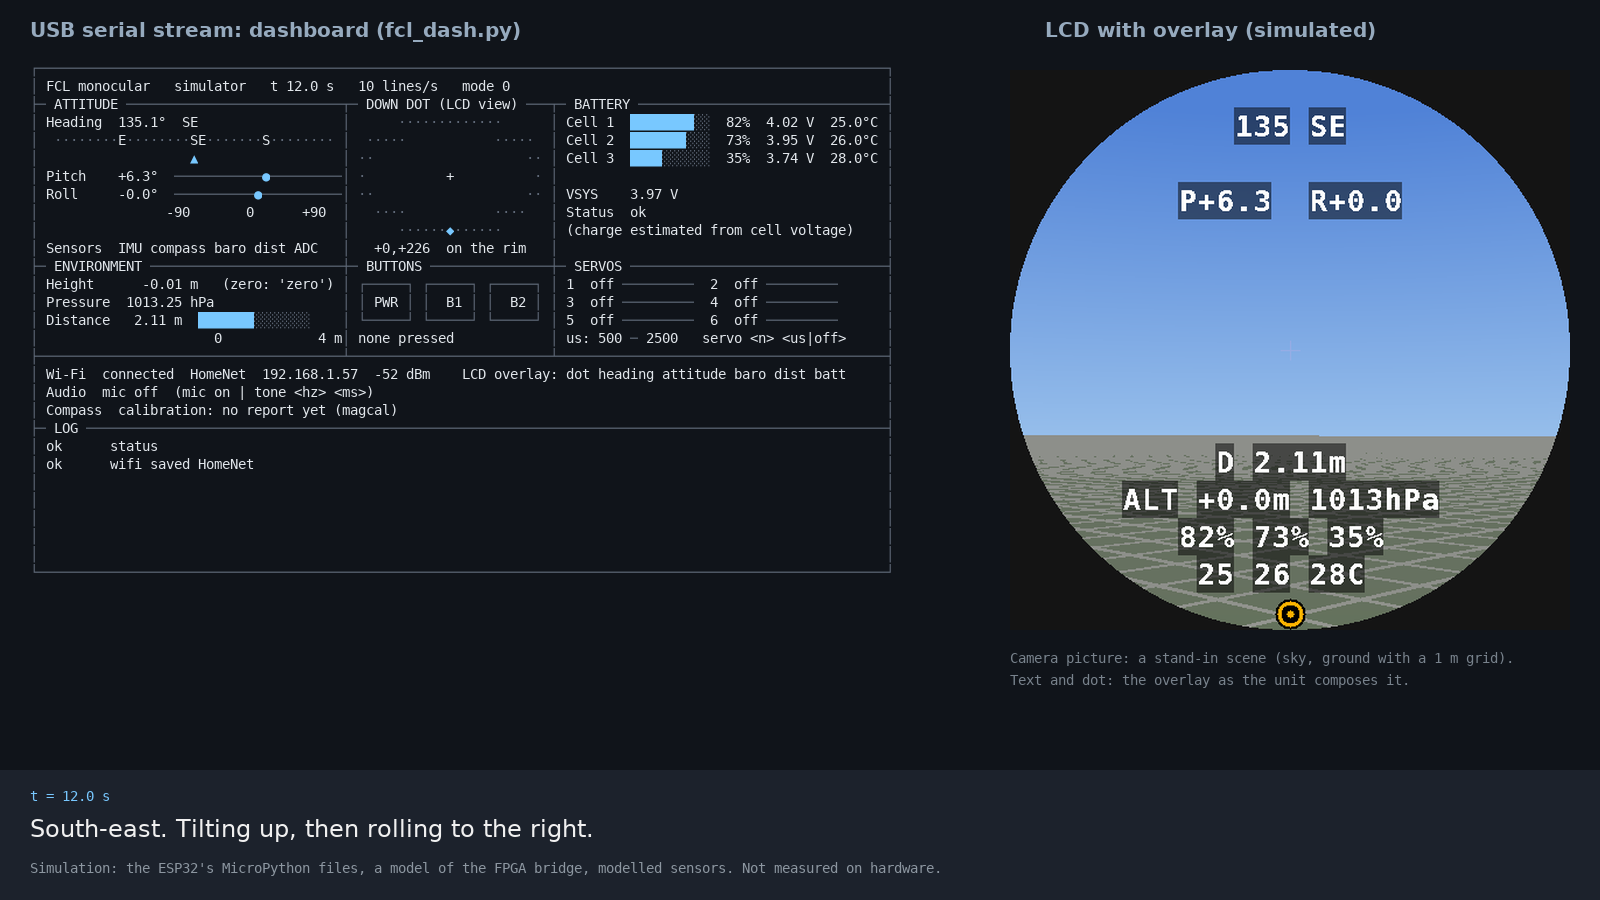 USB serial stream: dashboard (fcl_dash.py)
FCL monocular   simulator   t 12.0 s   10 lines/s   mode 0
ATTITUDE
Heading  135.1°  SE
E SE S
Pitch    +6.3°
Roll     -0.0°
-90       0      +90
Sensors  IMU compass baro dist ADC
DOWN DOT (LCD view)
+
+0,+226  on the rim
BATTERY
Cell 1  82%  4.02 V  25.0°C
Cell 2  73%  3.95 V  26.0°C
Cell 3  35%  3.74 V  28.0°C
VSYS    3.97 V
Status  ok
(charge estimated from cell voltage)
ENVIRONMENT
Height      -0.01 m   (zero: 'zero')
Pressure  1013.25 hPa
Distance   2.11 m
0            4 m
BUTTONS
PWR B1 B2
none pressed
SERVOS
1  off 2  off
3  off 4  off
5  off 6  off
us: 500 ─ 2500   servo <n> <us|off>
Wi-Fi  connected  HomeNet  192.168.1.57  -52 dBm    LCD overlay: dot heading attitude baro dist batt
Audio  mic off  (mic on | tone <hz> <ms>)
Compass  calibration: no report yet (magcal)
LOG
ok      status
ok      wifi saved HomeNet
LCD with overlay (simulated)
135 SE
P+6.3  R+0.0
D 2.11m
ALT +0.0m 1013hPa
82% 73% 35%
25 26 28C
Camera picture: a stand-in scene (sky, ground with a 1 m grid).
Text and dot: the overlay as the unit composes it.
t = 12.0 s
South-east. Tilting up, then rolling to the right.
Simulation: the ESP32's MicroPython files, a model of the FPGA bridge, modelled sensors. Not measured on hardware.